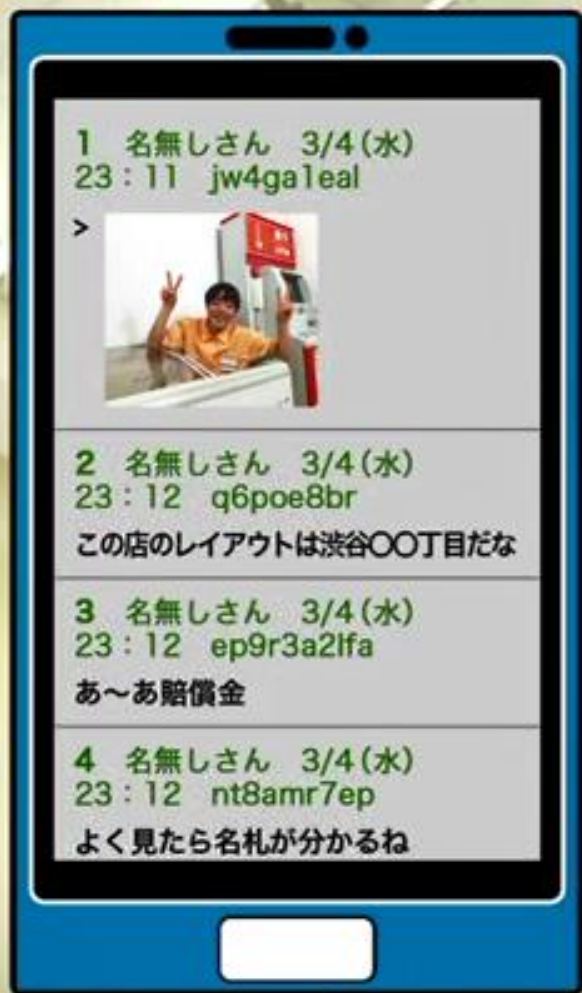 1 名無しさん 3/4(水)
23:11 jw4ga1eal
>
2 名無しさん 3/4(水)
23:12 q6poe8br
この店のレイアウトは渋谷〇〇丁目だな
3 名無しさん 3/4(水)
23:12 ep9r3a2lfa
あ～あ賠償金
4 名無しさん 3/4(水)
23:12 nt8amr7ep
よく見たら名札が分かるね